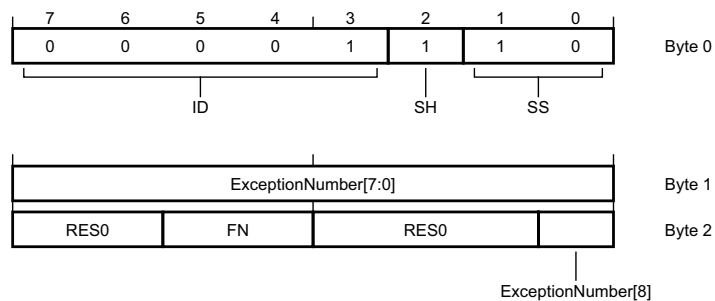 7 6 5 4 3 2 1 0
0 0 0 0 1 1 1 0 Byte 0
ID SH SS
ExceptionNumber[7:0] Byte 1
RES0 FN RES0 Byte 2
ExceptionNumber[8]